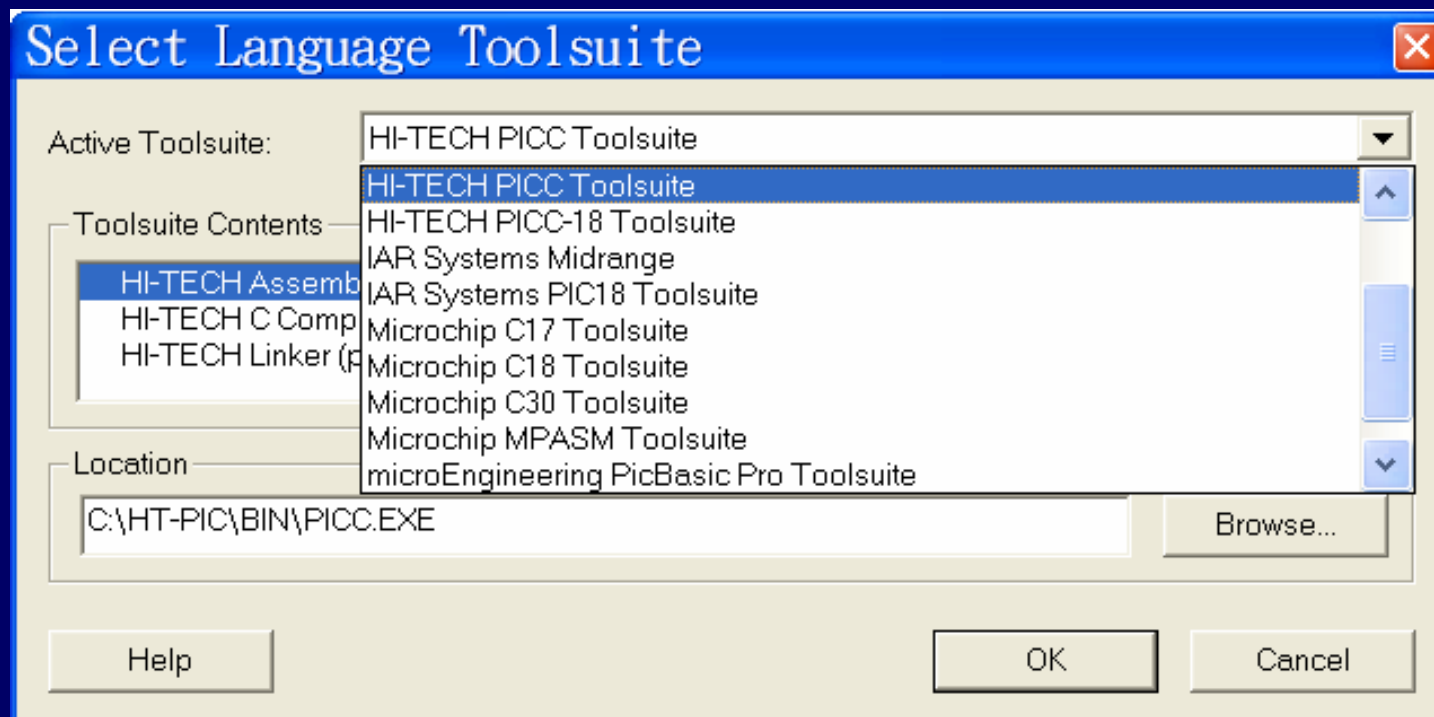 Select Language Toolsuite
Active Toolsuite:
HI-TECH PICC Toolsuite
HI-TECH PICC Toolsuite
HI-TECH PICC-18 Toolsuite
IAR Systems Midrange
IAR Systems PIC18 Toolsuite
Microchip C17 Toolsuite
Microchip C18 Toolsuite
Microchip C30 Toolsuite
Microchip MPASM Toolsuite
microEngineering PicBasic Pro Toolsuite
Toolsuite Contents
HI-TECH Assemb
HI-TECH C Comp
HI-TECH Linker (p
Location
C:\HT-PIC\BIN\PICC.EXE
Browse...
Help
OK
Cancel